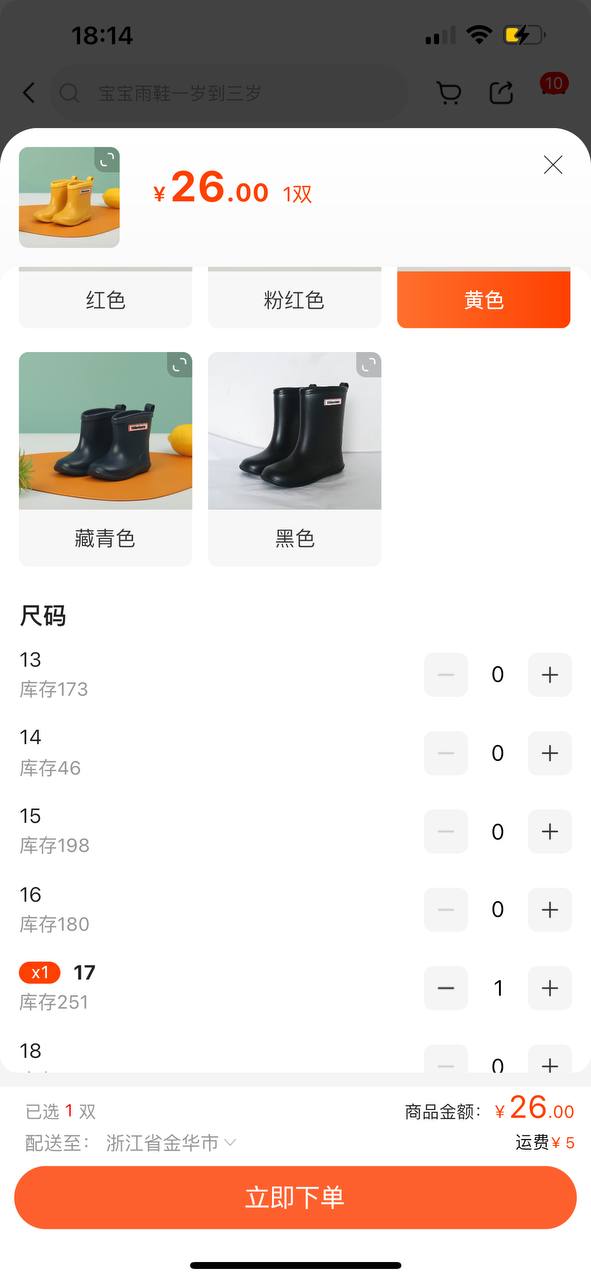 18:14
宝宝雨鞋一岁到三岁
10
¥26.00 1双
红色
粉红色
黄色
藏青色
黑色
尺码
13
库存173
0
14
库存46
0
15
库存198
0
16
库存180
0
x1 17
库存251
1
18
0
已选 1 双
商品金额：¥26.00
配送至：浙江省金华市
运费¥5
立即下单